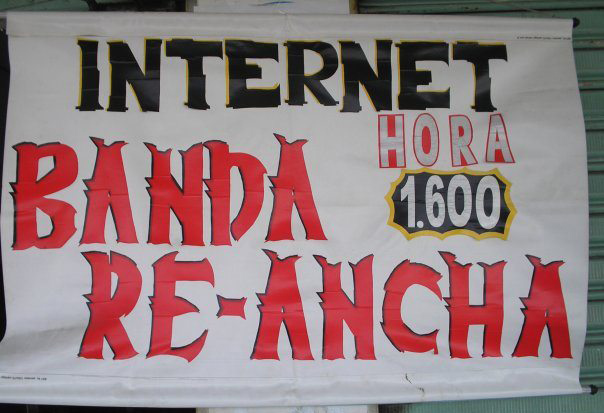 INTERNET
HORA
1.600
BANDA
RE-ANCHA